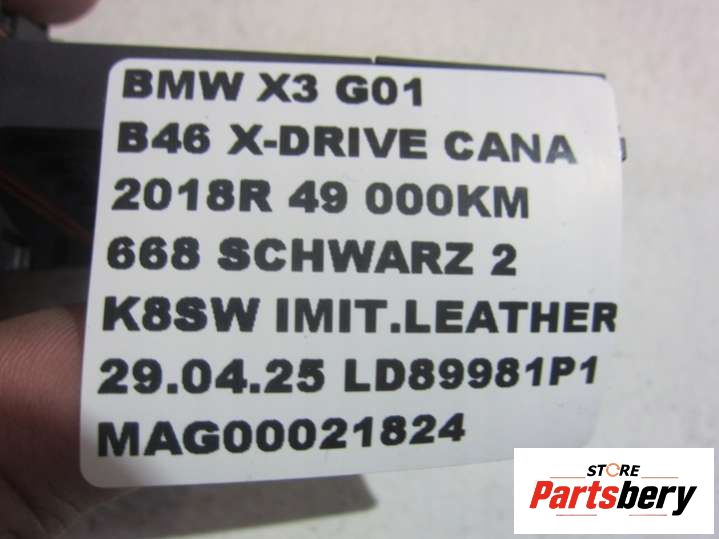 BMW X3 G01
B46 X-DRIVE CANA
2018R 49 000KM
668 SCHWARZ 2
K8SW IMIT.LEATHER
29.04.25 LD89981P1
MAG00021824
STORE
Partsbery